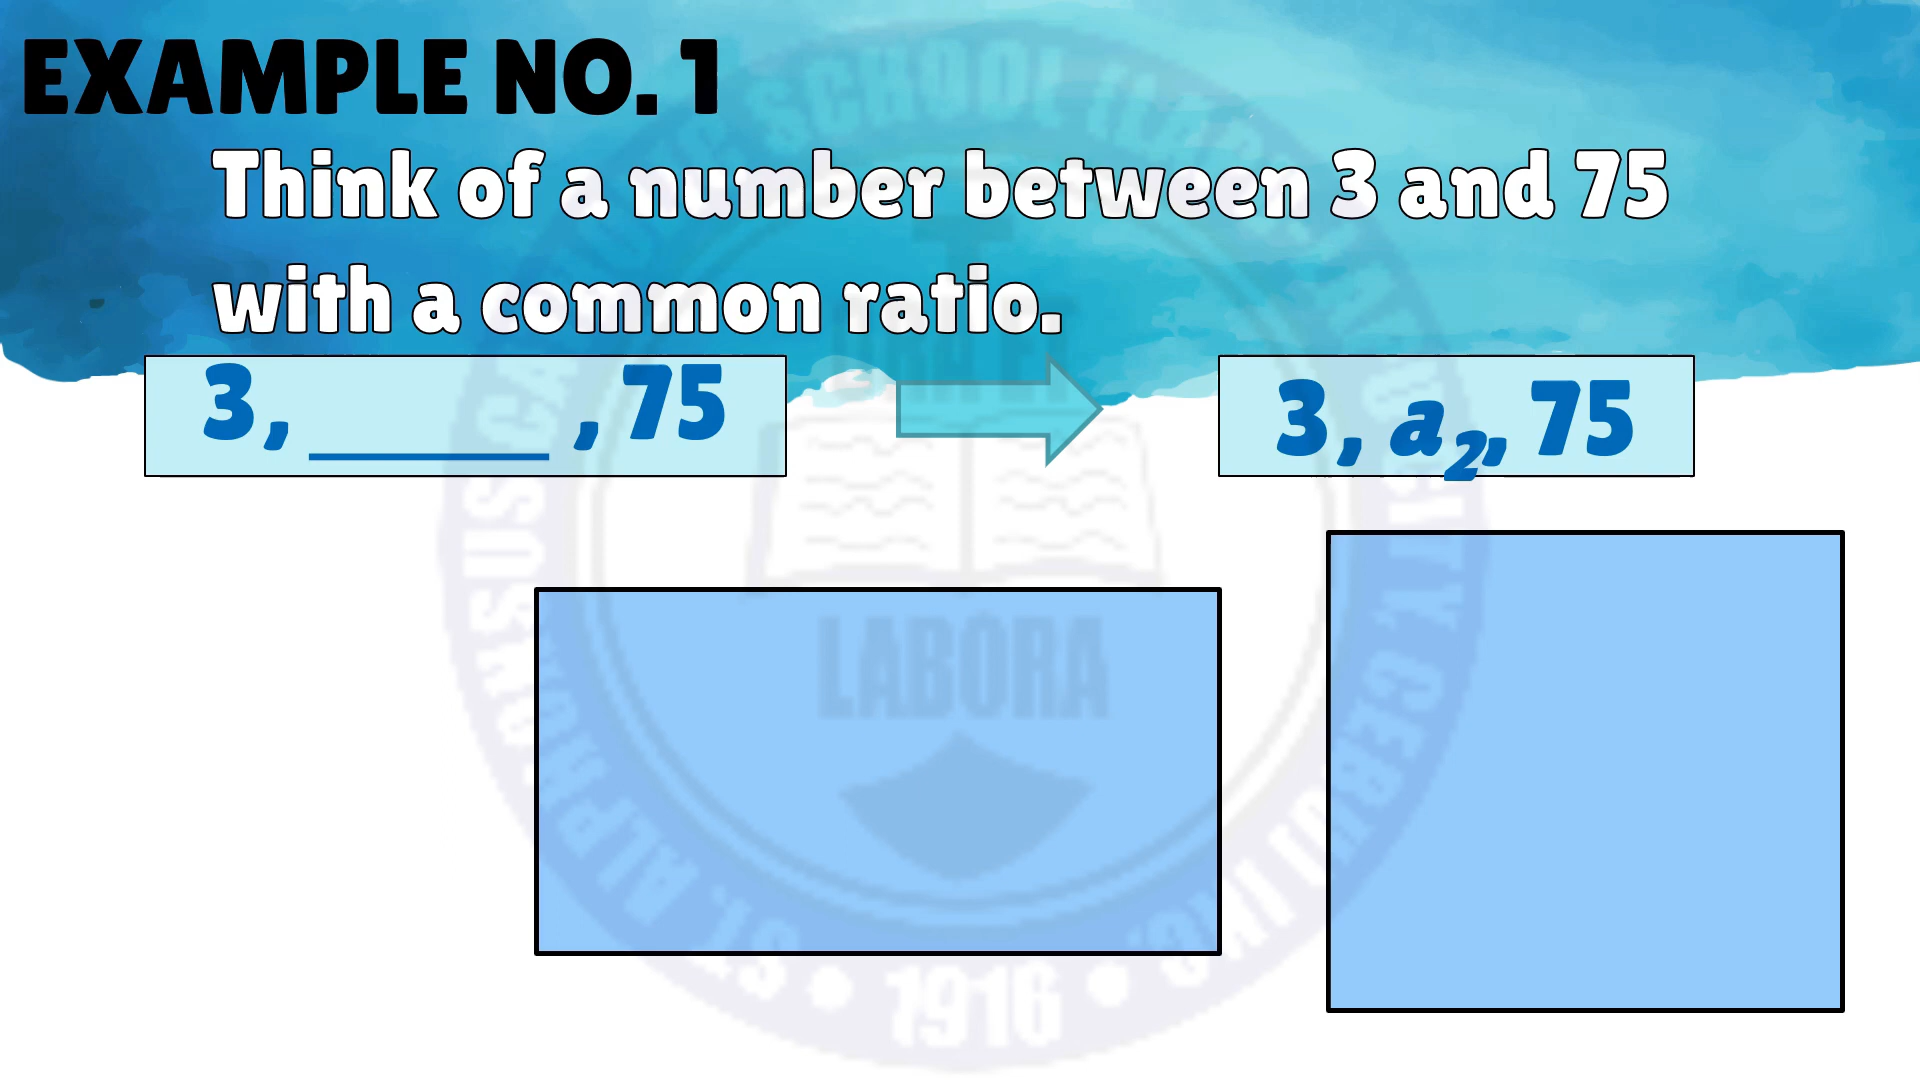 EXAMPLE NO. 1
Think of a number between 3 and 75
with a common ratio.
3, ______ , 75
3, a₂, 75
LABORA
1916